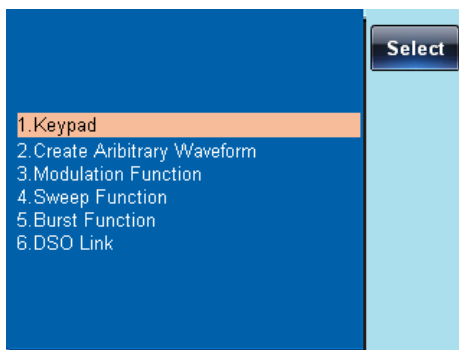 Select
1.Keypad
2.Create Aribitrary Waveform
3.Modulation Function
4.Sweep Function
5.Burst Function
6.DSO Link